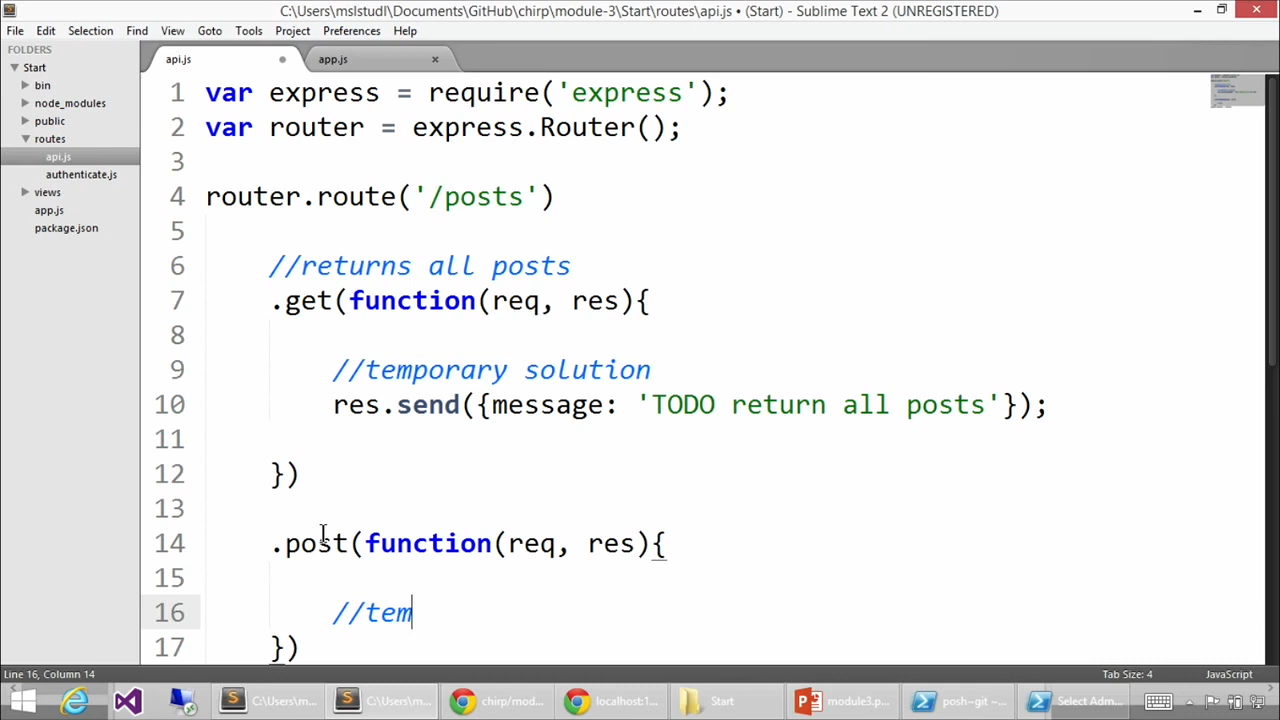 C:\Users\mslstudl\Documents\GitHub\chirp\module-3\Start\routes\api.js • (Start) - Sublime Text 2 (UNREGISTERED)
File Edit Selection Find View Goto Tools Project Preferences Help
FOLDERS
Start
bin
node_modules
public
routes
api.js
authenticate.js
views
app.js
package.json
api.js app.js
1 var express = require('express');
2 var router = express.Router();
3
4 router.route('/posts')
5
6 //returns all posts
7 .get(function(req, res){
8
9 //temporary solution
10 res.send({message: 'TODO return all posts'});
11
12 })
13
14 .post(function(req, res){
15
16 //tem
17 })
Line 16, Column 14 Tab Size: 4 JavaScript
C:\Users\m... C:\Users\m... chirp/mod... localhost:1... Start module3.p... posh~git ~... Select Adm...